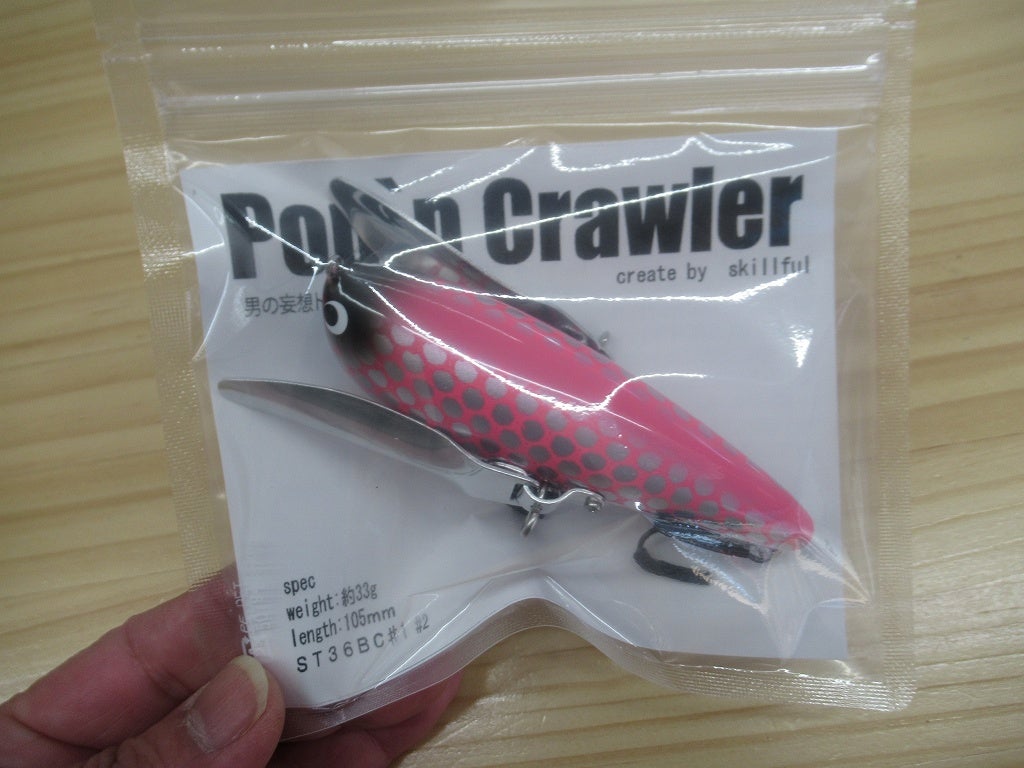 Pop'n Crawler
create by skillful
男の妄想
spec
weight:約33g
length:105mm
ST36BC#1 #2